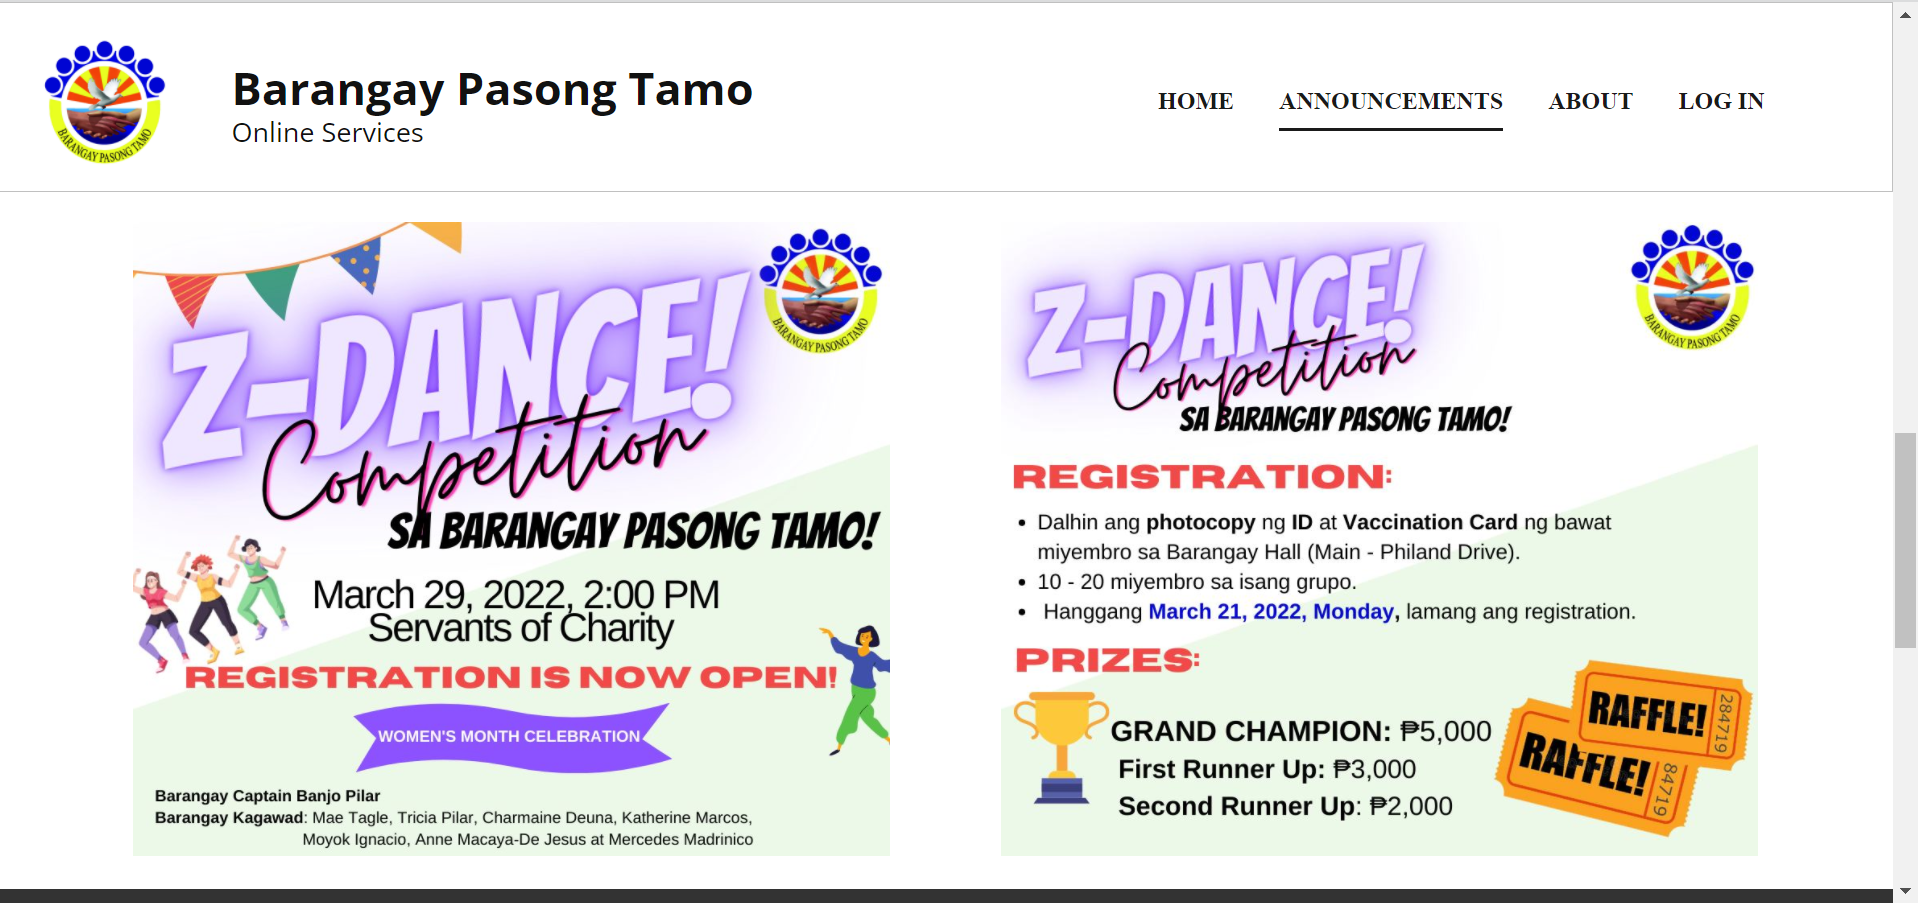 Barangay Pasong Tamo
Online Services
HOME ANNOUNCEMENTS ABOUT LOG IN
BARANGAY PASONG TAMO
Z-DANCE!
Competition
SA BARANGAY PASONG TAMO!
BARANGAY PASONG TAMO
March 29, 2022, 2:00 PM
Servants of Charity
REGISTRATION IS NOW OPEN!
WOMEN'S MONTH CELEBRATION
Barangay Captain Banjo Pilar
Barangay Kagawad: Mae Tagle, Tricia Pilar, Charmaine Deuna, Katherine Marcos,
Moyok Ignacio, Anne Macaya-De Jesus at Mercedes Madrinico
Z-DANCE!
Competition
SA BARANGAY PASONG TAMO!
BARANGAY PASONG TAMO
REGISTRATION:
• Dalhin ang photocopy ng ID at Vaccination Card ng bawat
miyembro sa Barangay Hall (Main - Philand Drive).
• 10 - 20 miyembro sa isang grupo.
• Hanggang March 21, 2022, Monday, lamang ang registration.
PRIZES:
GRAND CHAMPION: ₱5,000
First Runner Up: ₱3,000
Second Runner Up: ₱2,000
RAFFLE! 284719
RAFFLE! 84719